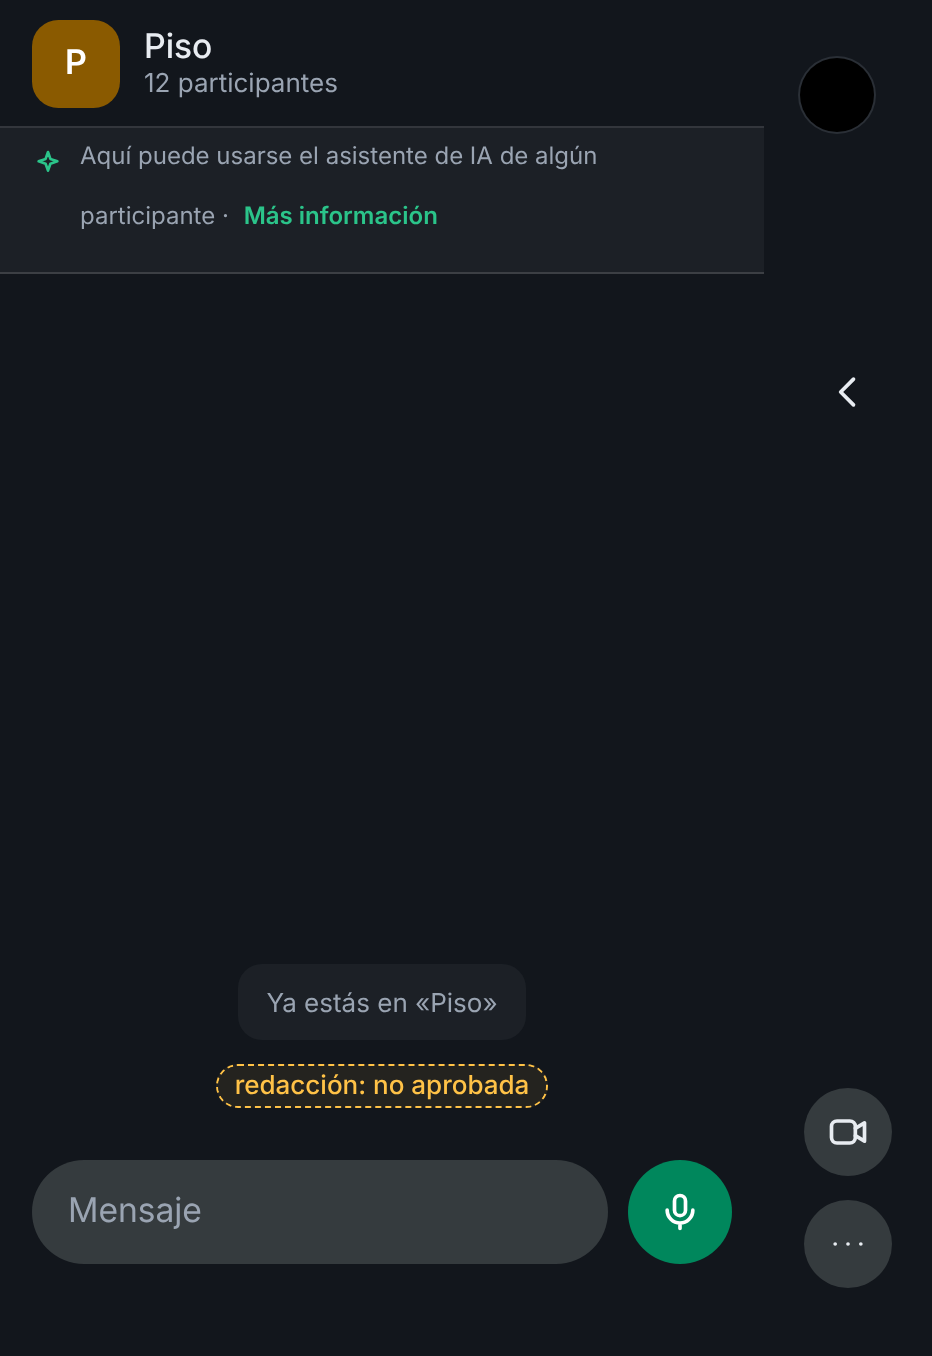 P
Piso
12 participantes
Aquí puede usarse el asistente de IA de algún
participante · Más información
Ya estás en «Piso»
redacción: no aprobada
Mensaje